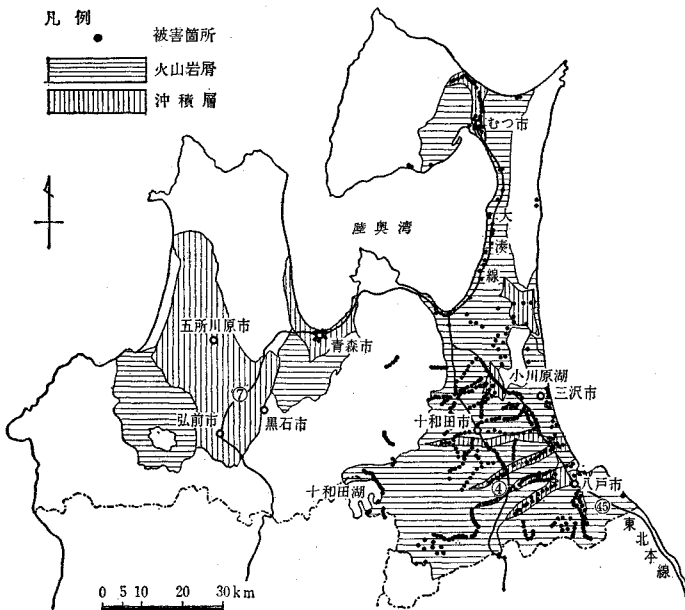 凡例
被害箇所
火山岩屑
沖積層
むつ市
陸奥湾
大湊線
五所川原市
青森市
⑦
弘前市
黒石市
小川原湖
三沢市
十和田市
十和田湖
④
八戸市
㊺
東北本線
0 5 10 20 30km